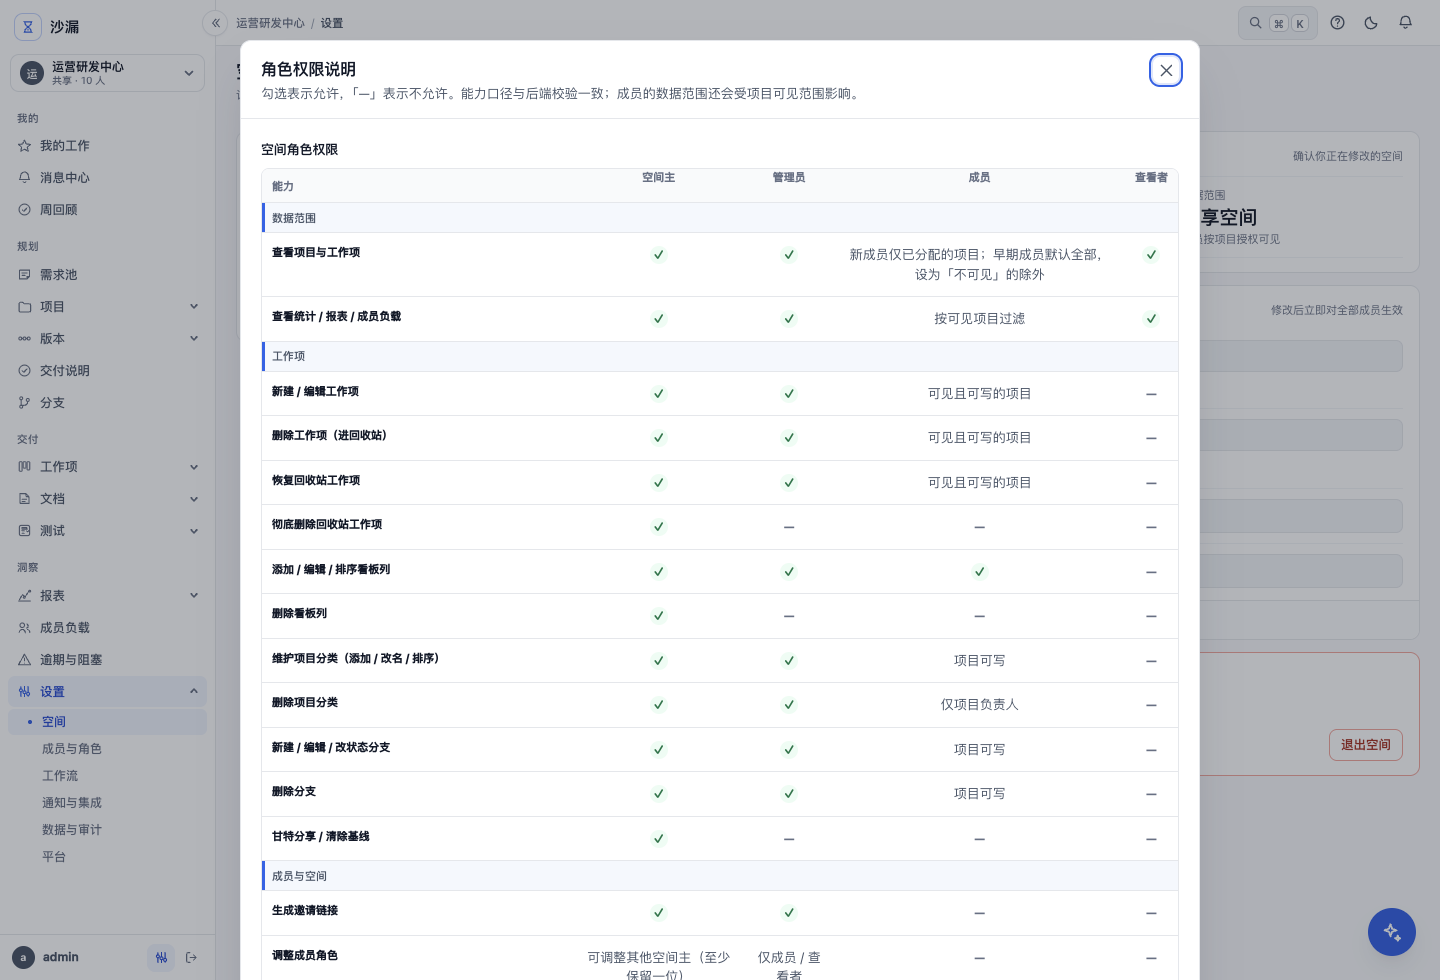 沙漏
运营研发中心 / 设置
⌘ K
运 运营研发中心
共享 · 10 人
我的
我的工作
消息中心
周回顾
规划
需求池
项目
版本
交付说明
分支
交付
工作项
文档
测试
洞察
报表
成员负载
逾期与阻塞
设置
空间
成员与角色
工作流
通知与集成
数据与审计
平台
a admin
角色权限说明
勾选表示允许，「—」表示不允许。能力口径与后端校验一致；成员的数据范围还会受项目可见范围影响。
空间角色权限
能力 空间主 管理员 成员 查看者
数据范围
查看项目与工作项 ✓ ✓ 新成员仅已分配的项目；早期成员默认全部，
设为「不可见」的除外 ✓
查看统计 / 报表 / 成员负载 ✓ ✓ 按可见项目过滤 ✓
工作项
新建 / 编辑工作项 ✓ ✓ 可见且可写的项目 —
删除工作项（进回收站） ✓ ✓ 可见且可写的项目 —
恢复回收站工作项 ✓ ✓ 可见且可写的项目 —
彻底删除回收站工作项 ✓ — — —
添加 / 编辑 / 排序看板列 ✓ ✓ ✓ —
删除看板列 ✓ — — —
维护项目分类（添加 / 改名 / 排序） ✓ ✓ 项目可写 —
删除项目分类 ✓ ✓ 仅项目负责人 —
新建 / 编辑 / 改状态分支 ✓ ✓ 项目可写 —
删除分支 ✓ ✓ 项目可写 —
甘特分享 / 清除基线 ✓ — — —
成员与空间
生成邀请链接 ✓ ✓ — —
调整成员角色 可调整其他空间主（至少 仅成员 / 查 — —
保留一位） 看者
确认你正在修改的空间
范围
享空间
按项目授权可见
修改后立即对全部成员生效
退出空间